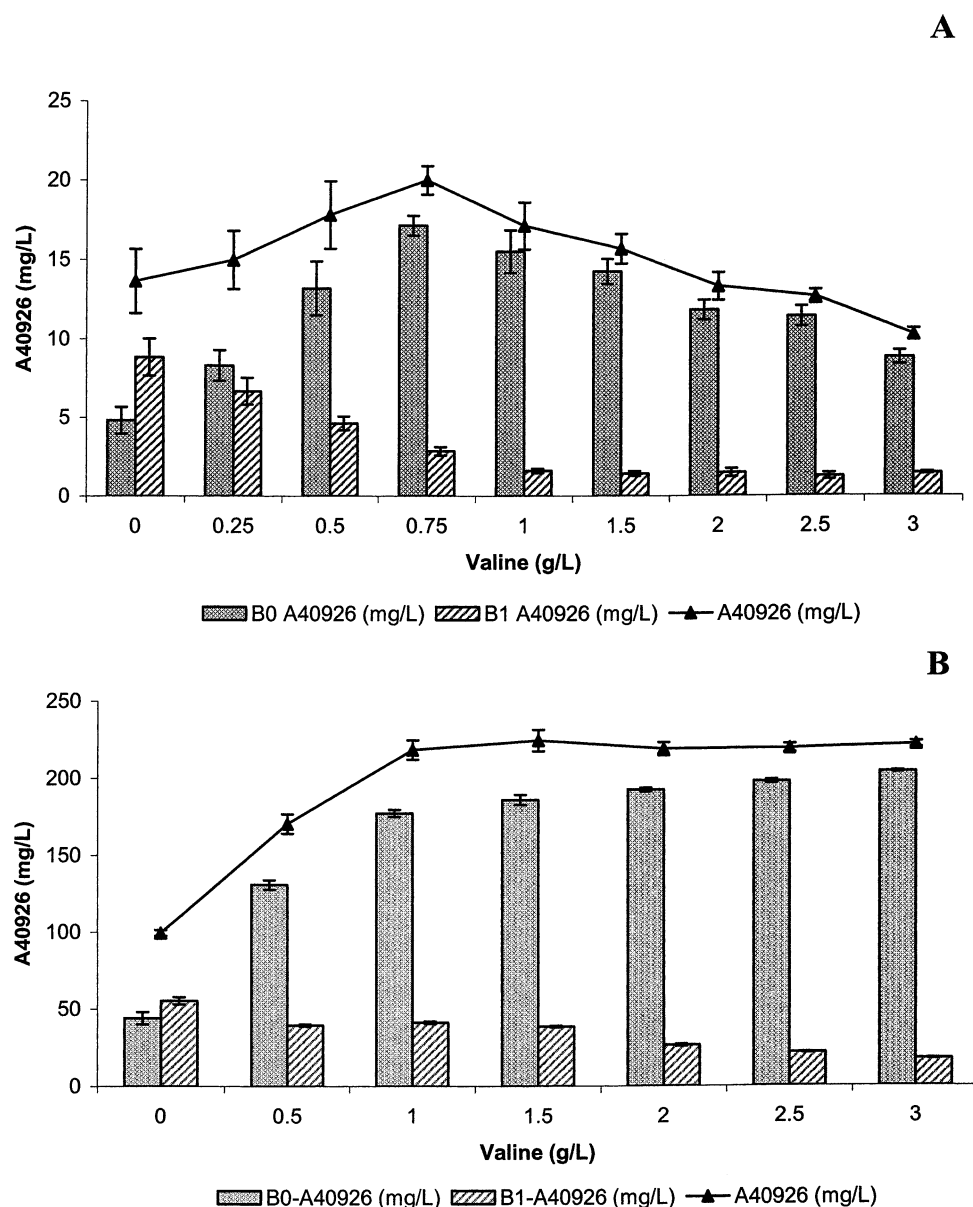 A
25
20
15
10
5
0
A40926 (mg/L)
0 0.25 0.5 0.75 1 1.5 2 2.5 3
Valine (g/L)
B0 A40926 (mg/L) B1 A40926 (mg/L) A40926 (mg/L)
B
250
200
150
100
50
0
A40926 (mg/L)
0 0.5 1 1.5 2 2.5 3
Valine (g/L)
B0-A40926 (mg/L) B1-A40926 (mg/L) A40926 (mg/L)